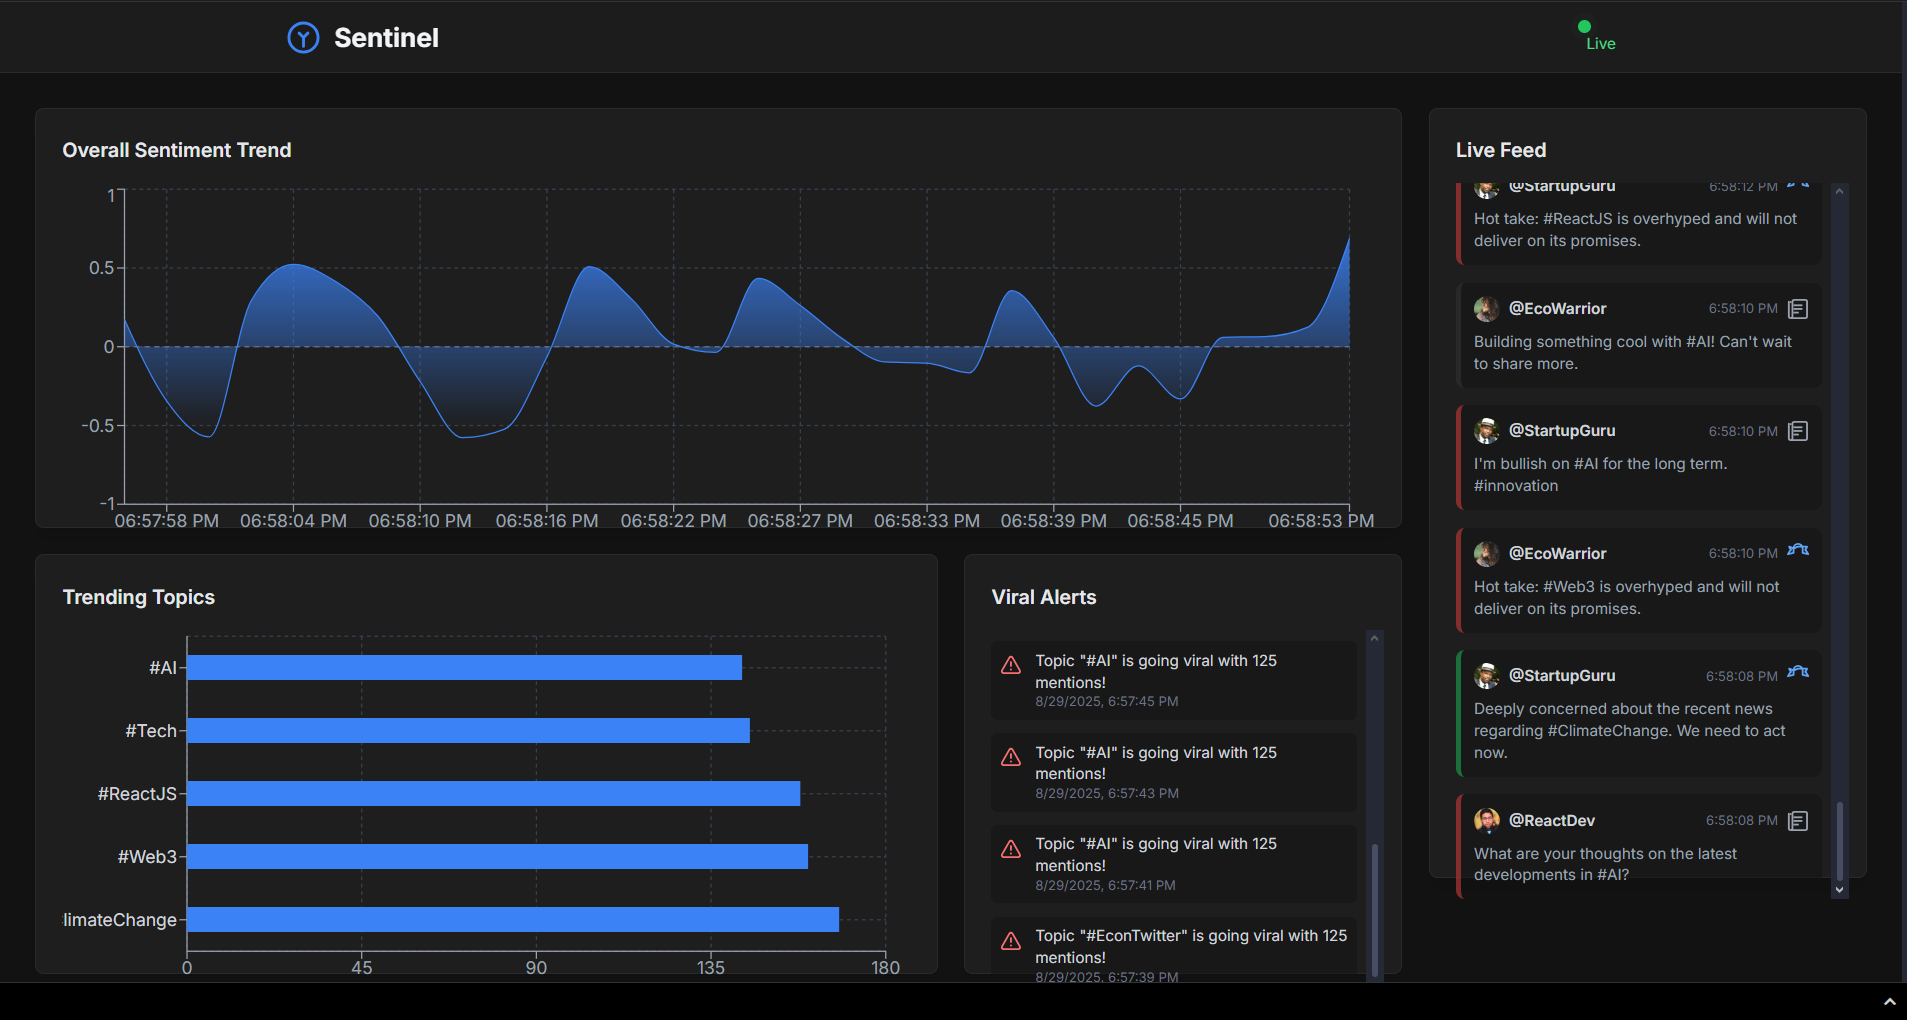 Sentinel
Live
Overall Sentiment Trend
1
0.5
0
-0.5
-1
06:57:58 PM 06:58:04 PM 06:58:10 PM 06:58:16 PM 06:58:22 PM 06:58:27 PM 06:58:33 PM 06:58:39 PM 06:58:45 PM 06:58:53 PM
Trending Topics
#AI
#Tech
#ReactJS
#Web3
limateChange
0 45 90 135 180
Viral Alerts
Topic "#AI" is going viral with 125
mentions!
8/29/2025, 6:57:45 PM
Topic "#AI" is going viral with 125
mentions!
8/29/2025, 6:57:43 PM
Topic "#AI" is going viral with 125
mentions!
8/29/2025, 6:57:41 PM
Topic "#EconTwitter" is going viral with 125
mentions!
8/29/2025, 6:57:39 PM
Live Feed
@StartupGuru 6:58:12 PM
Hot take: #ReactJS is overhyped and will not
deliver on its promises.
@EcoWarrior 6:58:10 PM
Building something cool with #AI! Can't wait
to share more.
@StartupGuru 6:58:10 PM
I'm bullish on #AI for the long term.
#innovation
@EcoWarrior 6:58:10 PM
Hot take: #Web3 is overhyped and will not
deliver on its promises.
@StartupGuru 6:58:08 PM
Deeply concerned about the recent news
regarding #ClimateChange. We need to act
now.
@ReactDev 6:58:08 PM
What are your thoughts on the latest
developments in #AI?